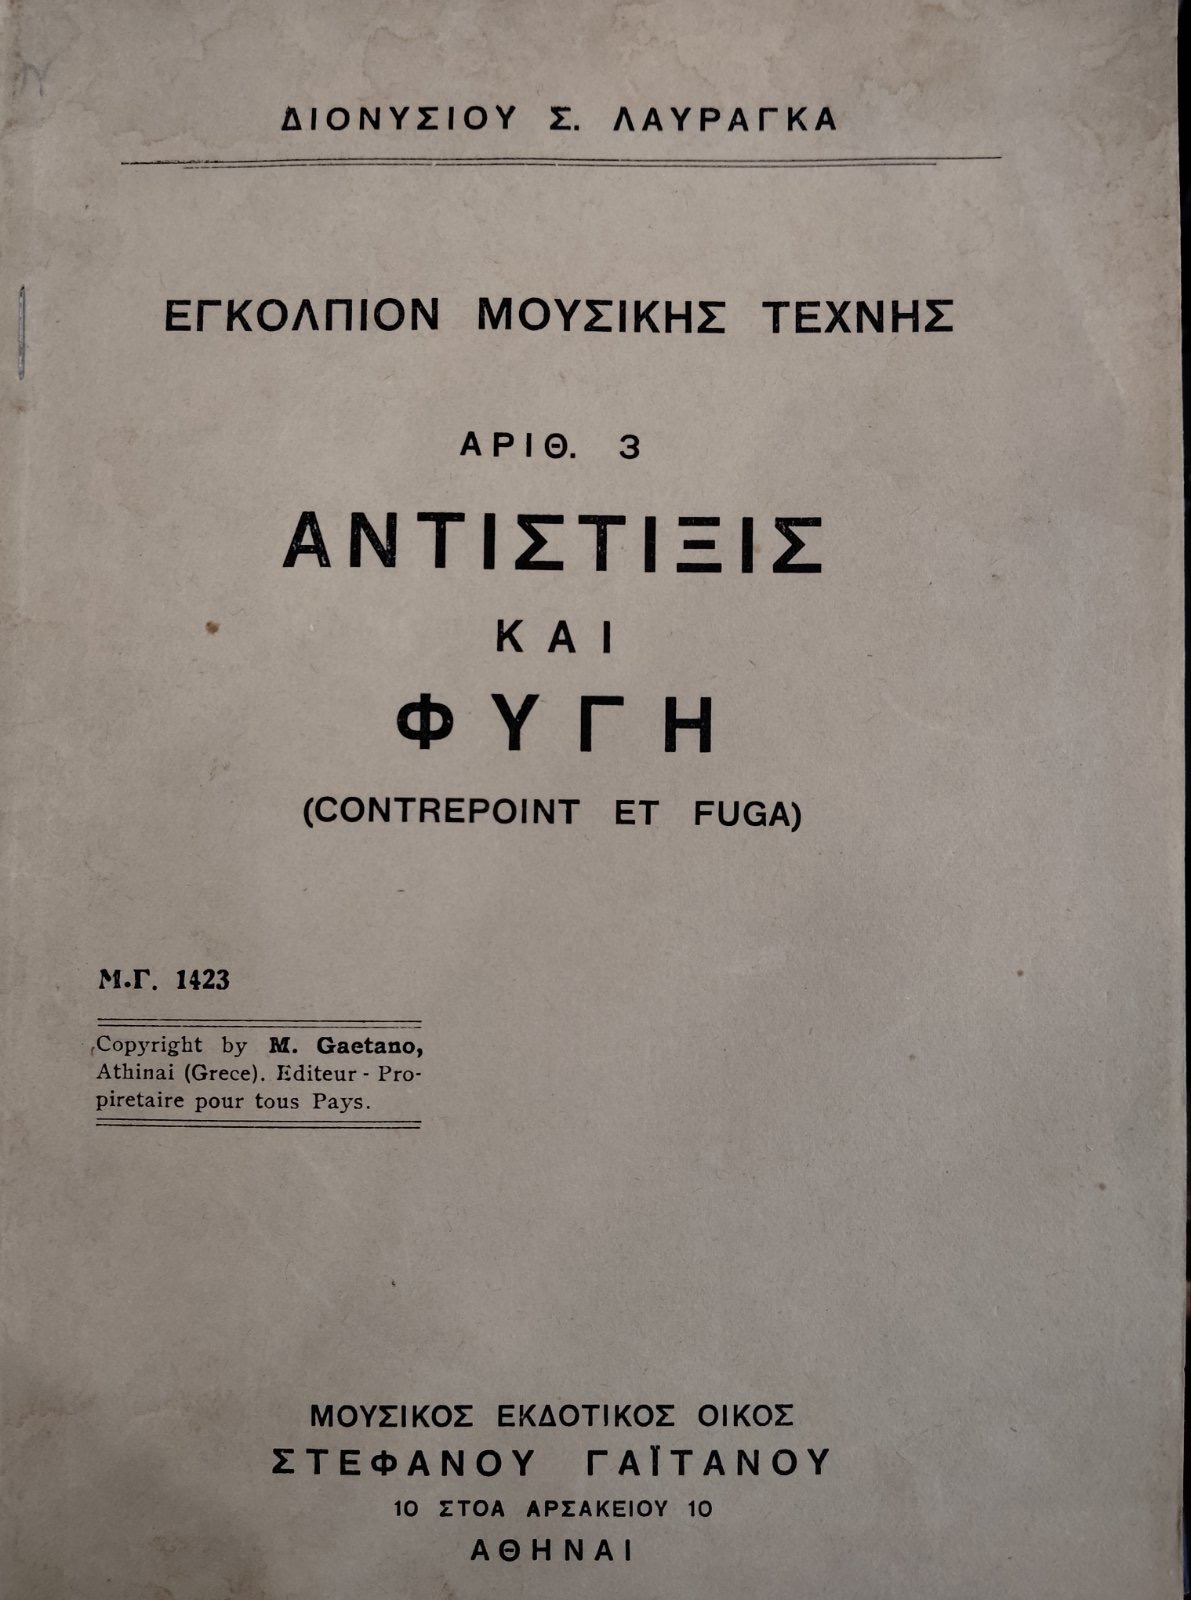 ΔΙΟΝΥΣΙΟΥ Σ. ΛΑΥΡΑΓΚΑ
ΕΓΚΟΛΠΙΟΝ ΜΟΥΣΙΚΗΣ ΤΕΧΝΗΣ
ΑΡΙΘ. 3
ΑΝΤΙΣΤΙΞΙΣ
ΚΑΙ
ΦΥΓΗ
(CONTREPOINT ET FUGA)
Μ.Γ. 1423
Copyright by M. Gaetano,
Athinai (Grece). Editeur - Pro-
piretaire pour tous Pays.
ΜΟΥΣΙΚΟΣ ΕΚΔΟΤΙΚΟΣ ΟΙΚΟΣ
ΣΤΕΦΑΝΟΥ ΓΑΪΤΑΝΟΥ
10 ΣΤΟΑ ΑΡΣΑΚΕΙΟΥ 10
ΑΘΗΝΑΙ